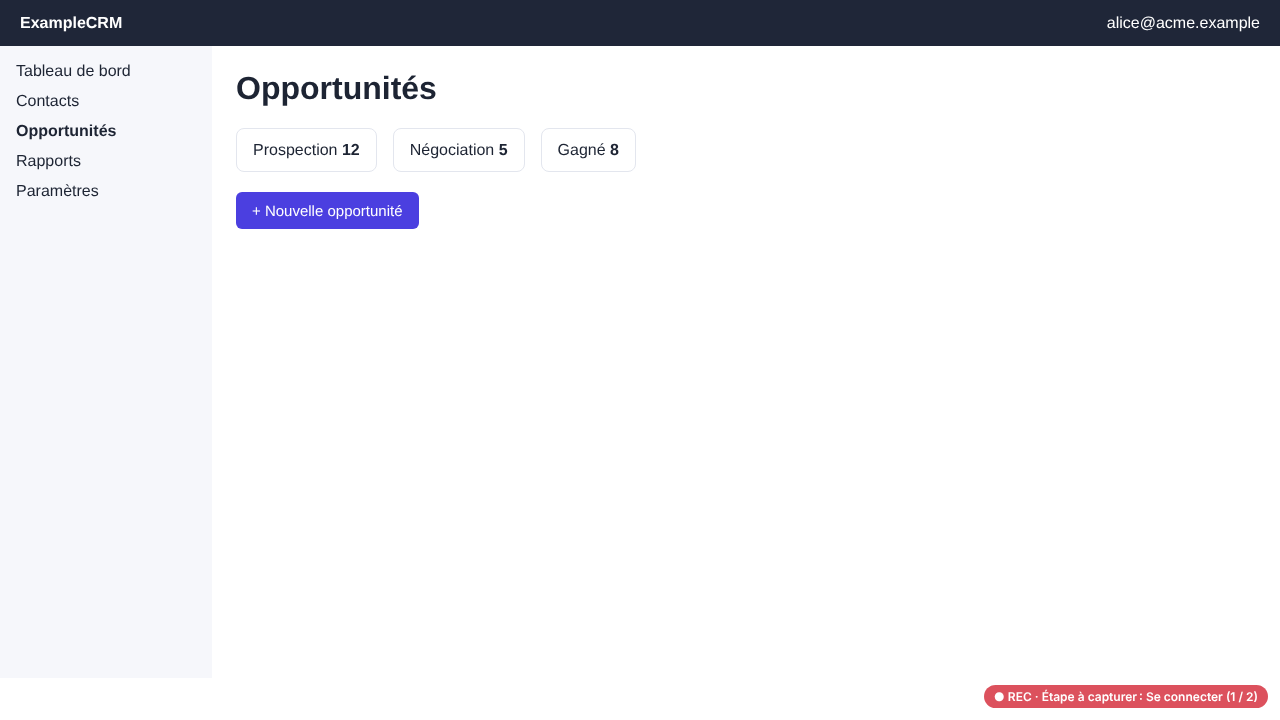 ExampleCRM
alice@acme.example
Tableau de bord
Contacts
Opportunités
Rapports
Paramètres
Opportunités
Prospection 12
Négociation 5
Gagné 8
+ Nouvelle opportunité
● REC · Étape à capturer : Se connecter (1 / 2)